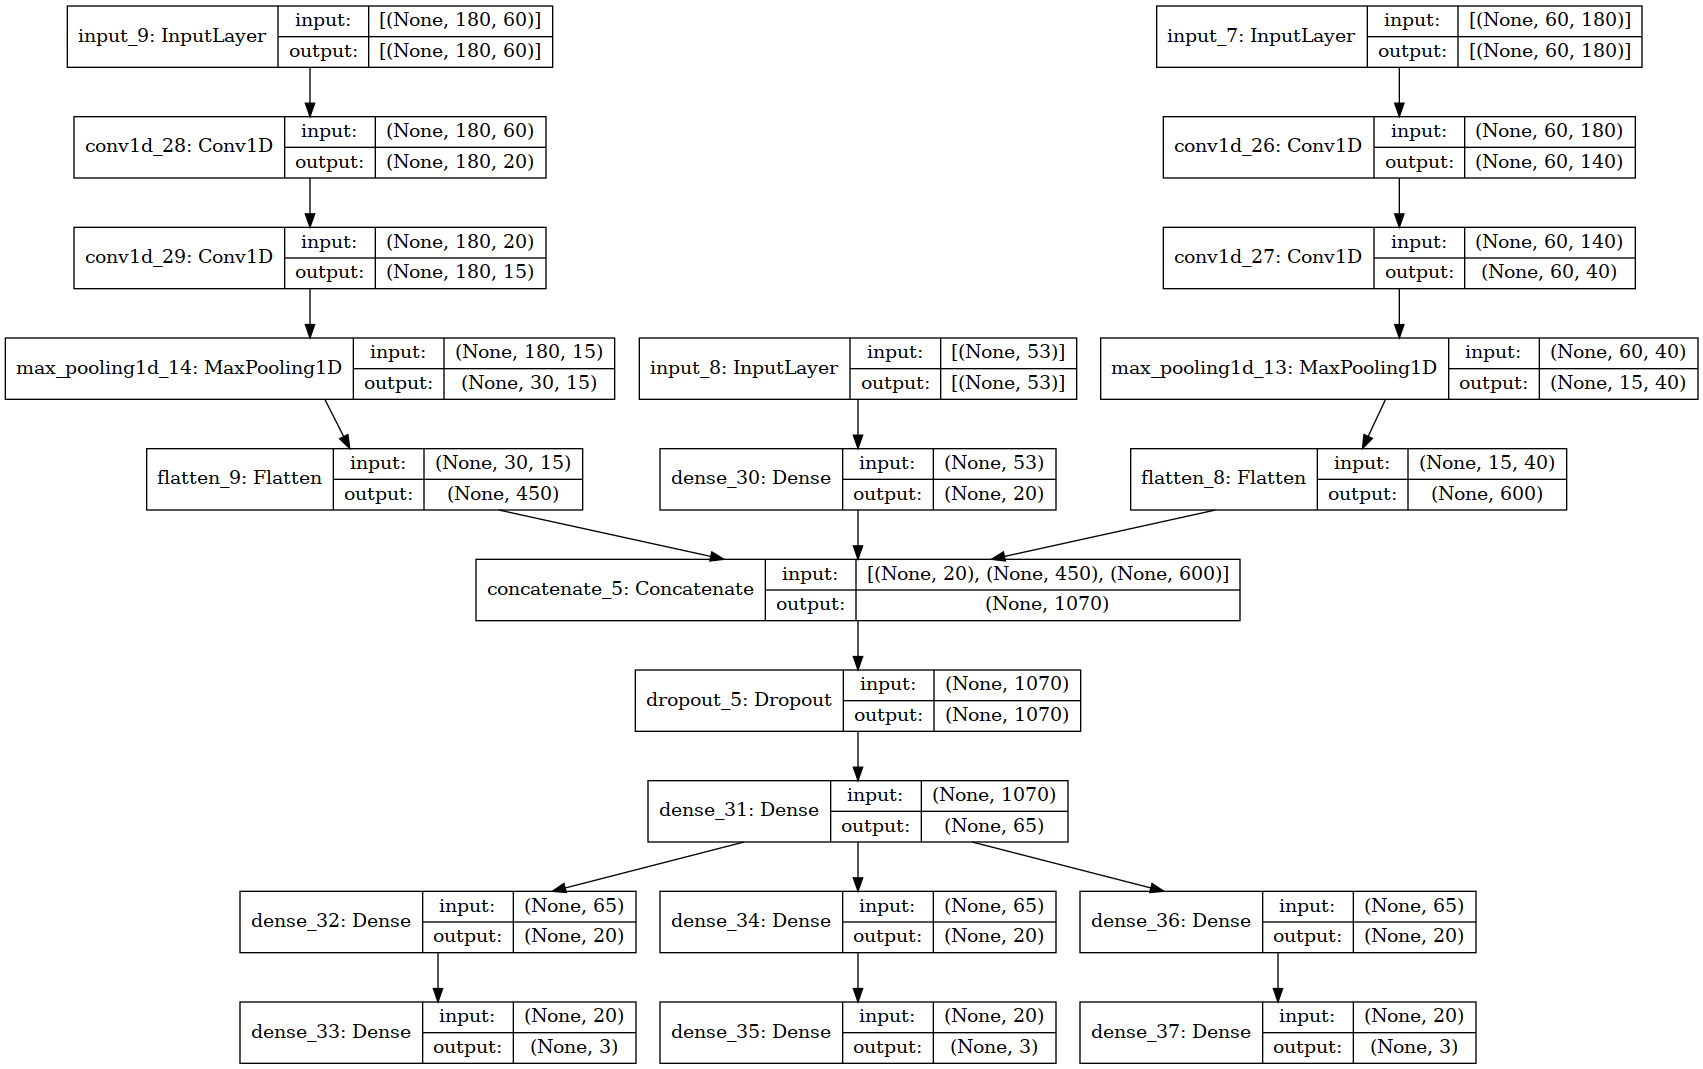 input_9: InputLayer
input: [(None, 180, 60)]
output: [(None, 180, 60)]
input_7: InputLayer
input: [(None, 60, 180)]
output: [(None, 60, 180)]
conv1d_28: Conv1D
input: (None, 180, 60)
output: (None, 180, 20)
conv1d_26: Conv1D
input: (None, 60, 180)
output: (None, 60, 140)
conv1d_29: Conv1D
input: (None, 180, 20)
output: (None, 180, 15)
conv1d_27: Conv1D
input: (None, 60, 140)
output: (None, 60, 40)
max_pooling1d_14: MaxPooling1D
input: (None, 180, 15)
output: (None, 30, 15)
input_8: InputLayer
input: [(None, 53)]
output: [(None, 53)]
max_pooling1d_13: MaxPooling1D
input: (None, 60, 40)
output: (None, 15, 40)
flatten_9: Flatten
input: (None, 30, 15)
output: (None, 450)
dense_30: Dense
input: (None, 53)
output: (None, 20)
flatten_8: Flatten
input: (None, 15, 40)
output: (None, 600)
concatenate_5: Concatenate
input: [(None, 20), (None, 450), (None, 600)]
output: (None, 1070)
dropout_5: Dropout
input: (None, 1070)
output: (None, 1070)
dense_31: Dense
input: (None, 1070)
output: (None, 65)
dense_32: Dense
input: (None, 65)
output: (None, 20)
dense_34: Dense
input: (None, 65)
output: (None, 20)
dense_36: Dense
input: (None, 65)
output: (None, 20)
dense_33: Dense
input: (None, 20)
output: (None, 3)
dense_35: Dense
input: (None, 20)
output: (None, 3)
dense_37: Dense
input: (None, 20)
output: (None, 3)